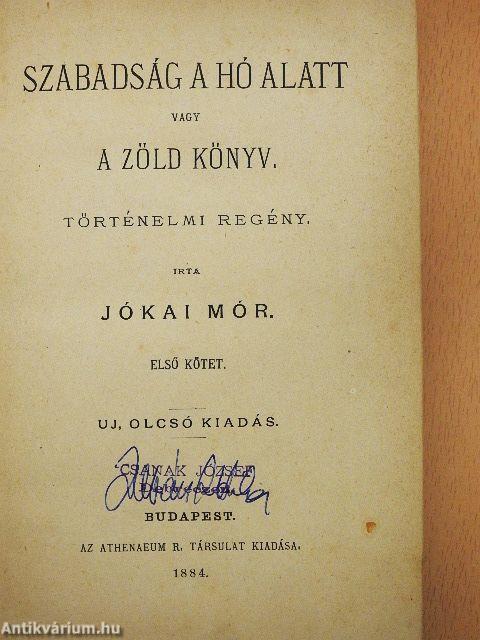 SZABADSÁG A HÓ ALATT
VAGY
A ZÖLD KÖNYV.
TÖRTÉNELMI REGÉNY.
IRTA
JÓKAI MÓR.
ELSŐ KÖTET.
UJ, OLCSÓ KIADÁS.
CSANAK JÓZSEF
Debreczen
BUDAPEST.
AZ ATHENAEUM R. TÁRSULAT KIADÁSA.
1884.
Antikvárium.hu